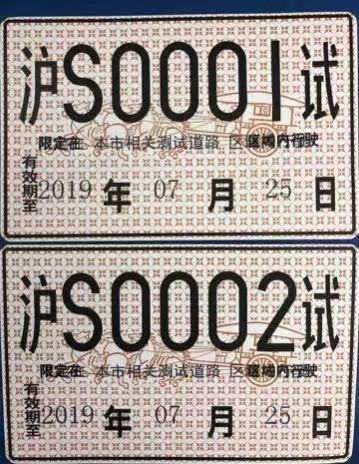 沪S0001试
限定在 本市相关测试道路 区域内行驶
有效期至 2019 年 07 月 25 日
沪S0002试
限定在 本市相关测试道路 区域内行驶
有效期至 2019 年 07 月 25 日